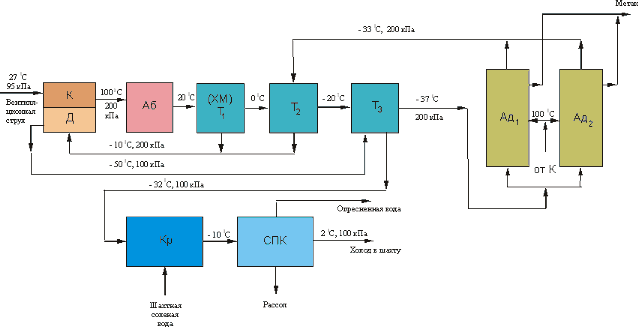 Метан
- 33 °C, 200 кПа
27 °C
95 кПа
Вентиля-
ционная
струя
К
Д
100 °C
200
кПа
Аб
20 °C
(ХМ)
Т1
0 °C
Т2
- 20 °C
Т3
- 37 °C
200 кПа
Ад1
100 °C
Ад2
от К
- 10 °C, 200 кПа
- 50 °C, 100 кПа
- 32 °C, 100 кПа
Опресненная вода
Кр
- 10 °C
СПК
2 °C, 100 кПа
Холод в шахту
Шахтная
соленая
вода
Рассол